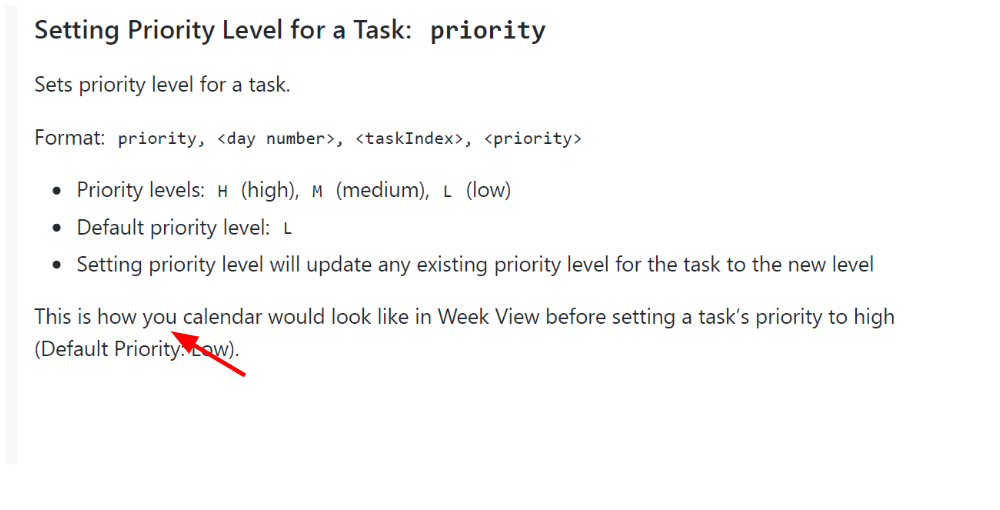 Setting Priority Level for a Task: priority
Sets priority level for a task.
Format: priority, <day number>, <taskIndex>, <priority>
• Priority levels: H (high), M (medium), L (low)
• Default priority level: L
• Setting priority level will update any existing priority level for the task to the new level
This is how you calendar would look like in Week View before setting a task's priority to high
(Default Priority: Low).